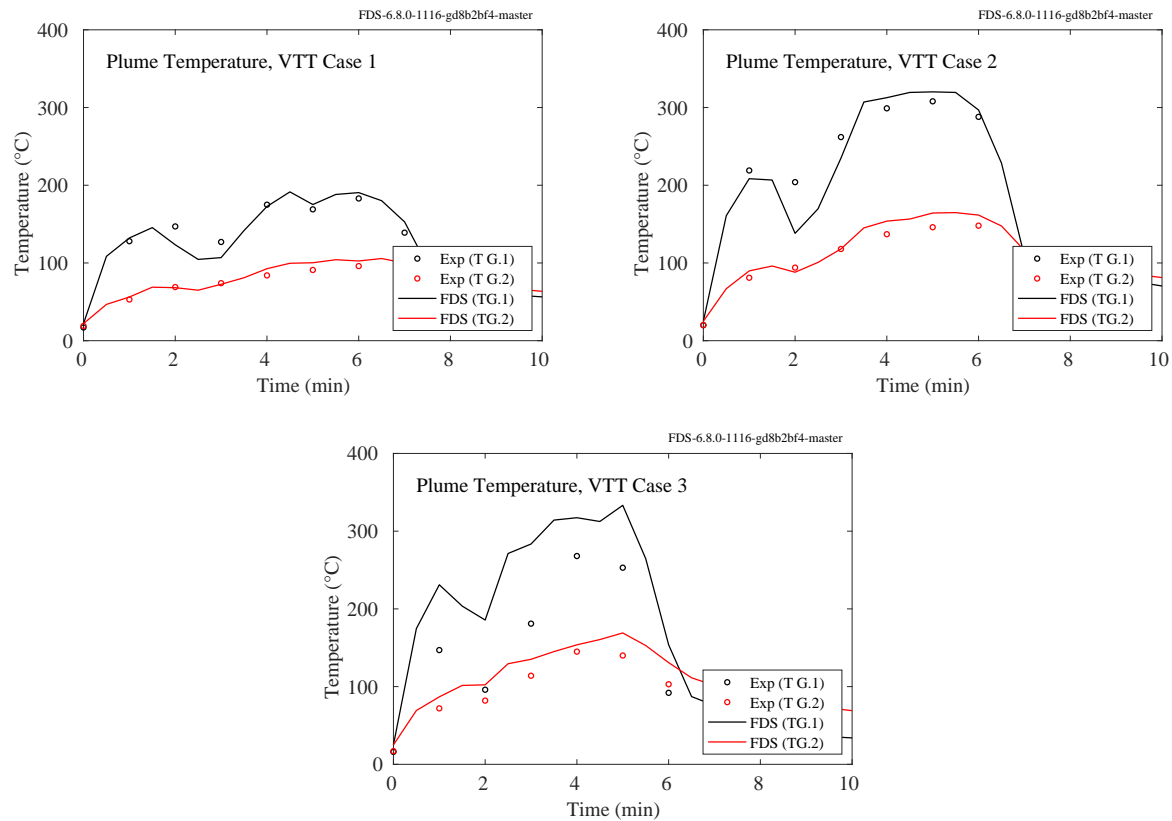 FDS-6.8.0-1116-gd8b2bf4-master
Plume Temperature, VTT Case 1
Temperature (°C)
400
300
200
100
0
0 2 4 6 8 10
Time (min)
Exp (T G.1)
Exp (T G.2)
FDS (TG.1)
FDS (TG.2)
FDS-6.8.0-1116-gd8b2bf4-master
Plume Temperature, VTT Case 2
Temperature (°C)
400
300
200
100
0
0 2 4 6 8 10
Time (min)
Exp (T G.1)
Exp (T G.2)
FDS (TG.1)
FDS (TG.2)
FDS-6.8.0-1116-gd8b2bf4-master
Plume Temperature, VTT Case 3
Temperature (°C)
400
300
200
100
0
0 2 4 6 8 10
Time (min)
Exp (T G.1)
Exp (T G.2)
FDS (TG.1)
FDS (TG.2)